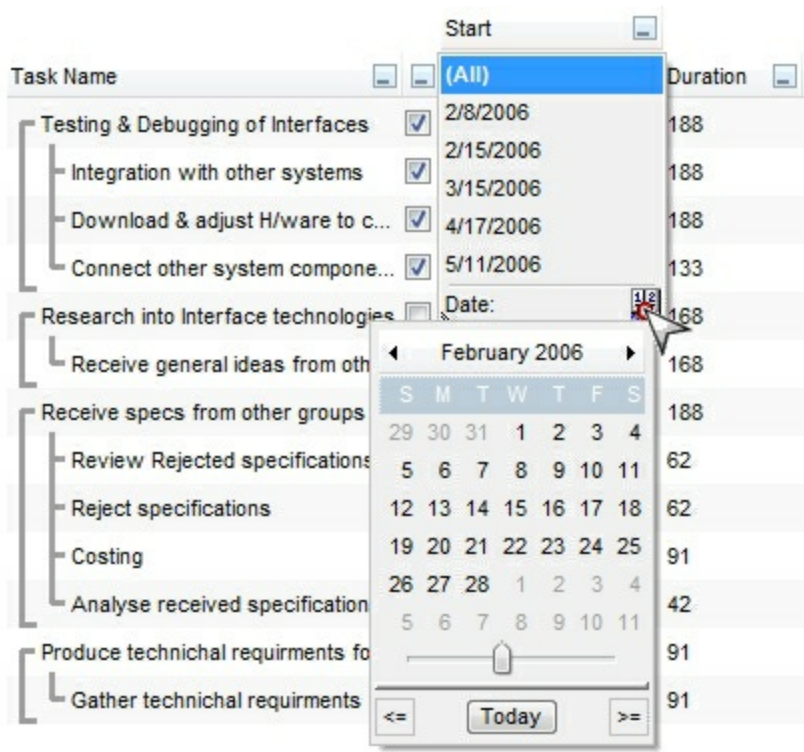 Start
Task Name
Duration
(All)
2/8/2006
2/15/2006
3/15/2006
4/17/2006
5/11/2006
Date:
Testing & Debugging of Interfaces 188
Integration with other systems 188
Download & adjust H/ware to c... 188
Connect other system compone... 133
Research into Interface technologies 168
Receive general ideas from oth 168
Receive specs from other groups 188
Review Rejected specifications 62
Reject specifications 62
Costing 91
Analyse received specification 42
Produce technichal requirments fo 91
Gather technichal requirments 91
February 2006
S M T W T F S
29 30 31 1 2 3 4
5 6 7 8 9 10 11
12 13 14 15 16 17 18
19 20 21 22 23 24 25
26 27 28 1 2 3 4
5 6 7 8 9 10 11
<= Today >=